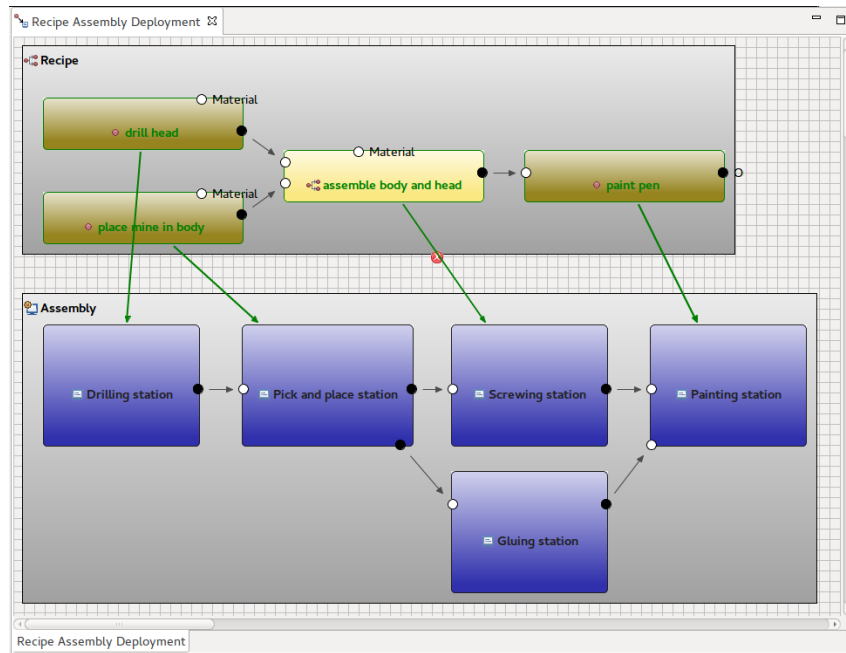 Recipe Assembly Deployment
Recipe
Material
drill head
Material
assemble body and head
paint pen
Material
place mine in body
Assembly
Drilling station
Pick and place station
Screwing station
Painting station
Gluing station
Recipe Assembly Deployment